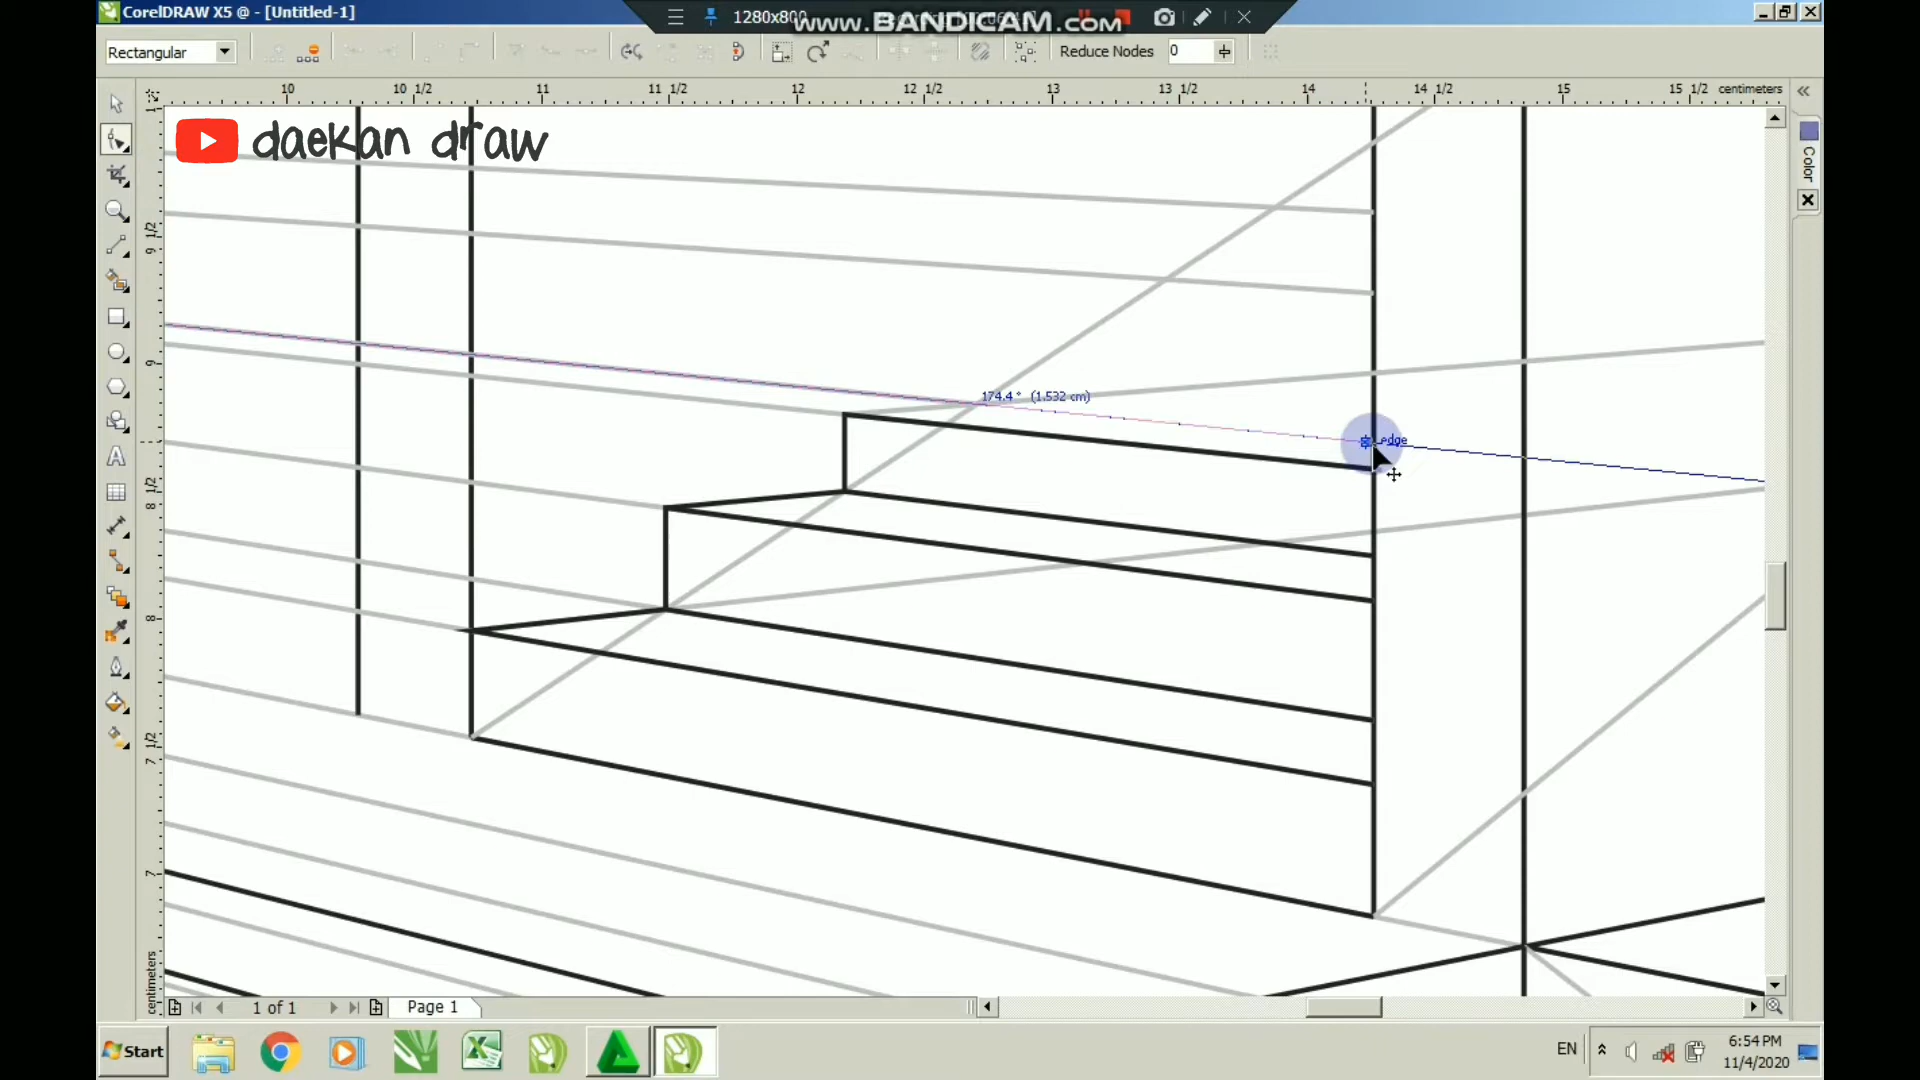 CorelDRAW X5 @ - [Untitled-1]
1280x800
www.BANDICAM.com
Rectangular
Reduce Nodes 0
10 10 1/2 11 11 1/2 12 12 1/2 13 13 1/2 14 14 1/2 15 15 1/2 centimeters
daekan draw
Color
9 1/2
9
174.4 ° (1.532 cm)
edge
8 1/2
8
7 1/2
7
centimeters
1 of 1 Page 1
Start
EN
6:54 PM
11/4/2020